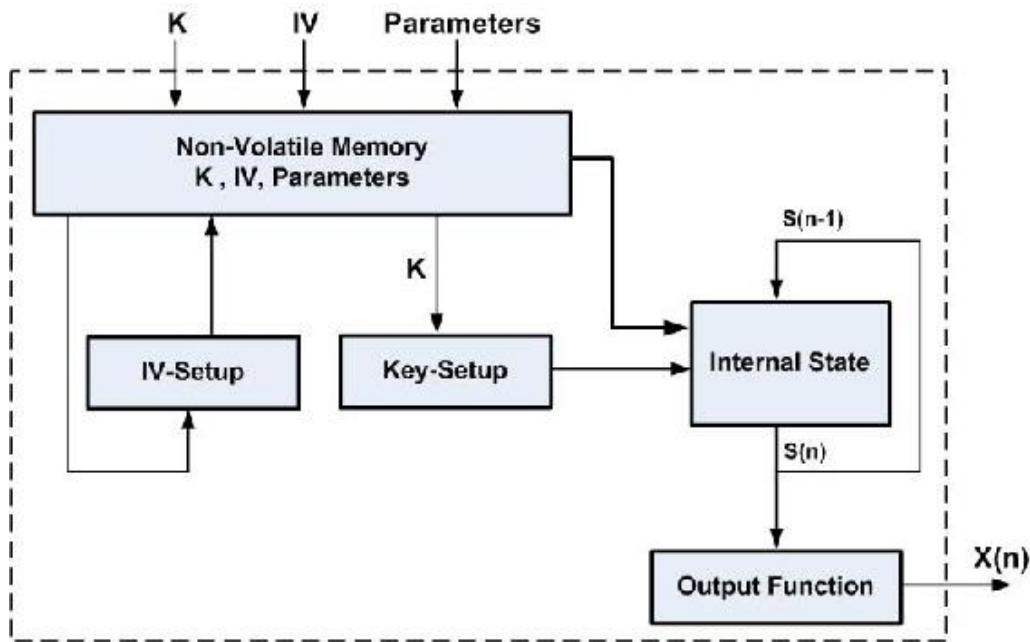 K IV Parameters
Non-Volatile Memory
K , IV, Parameters
S(n-1)
K
IV-Setup
Key-Setup
Internal State
S(n)
Output Function
X(n)